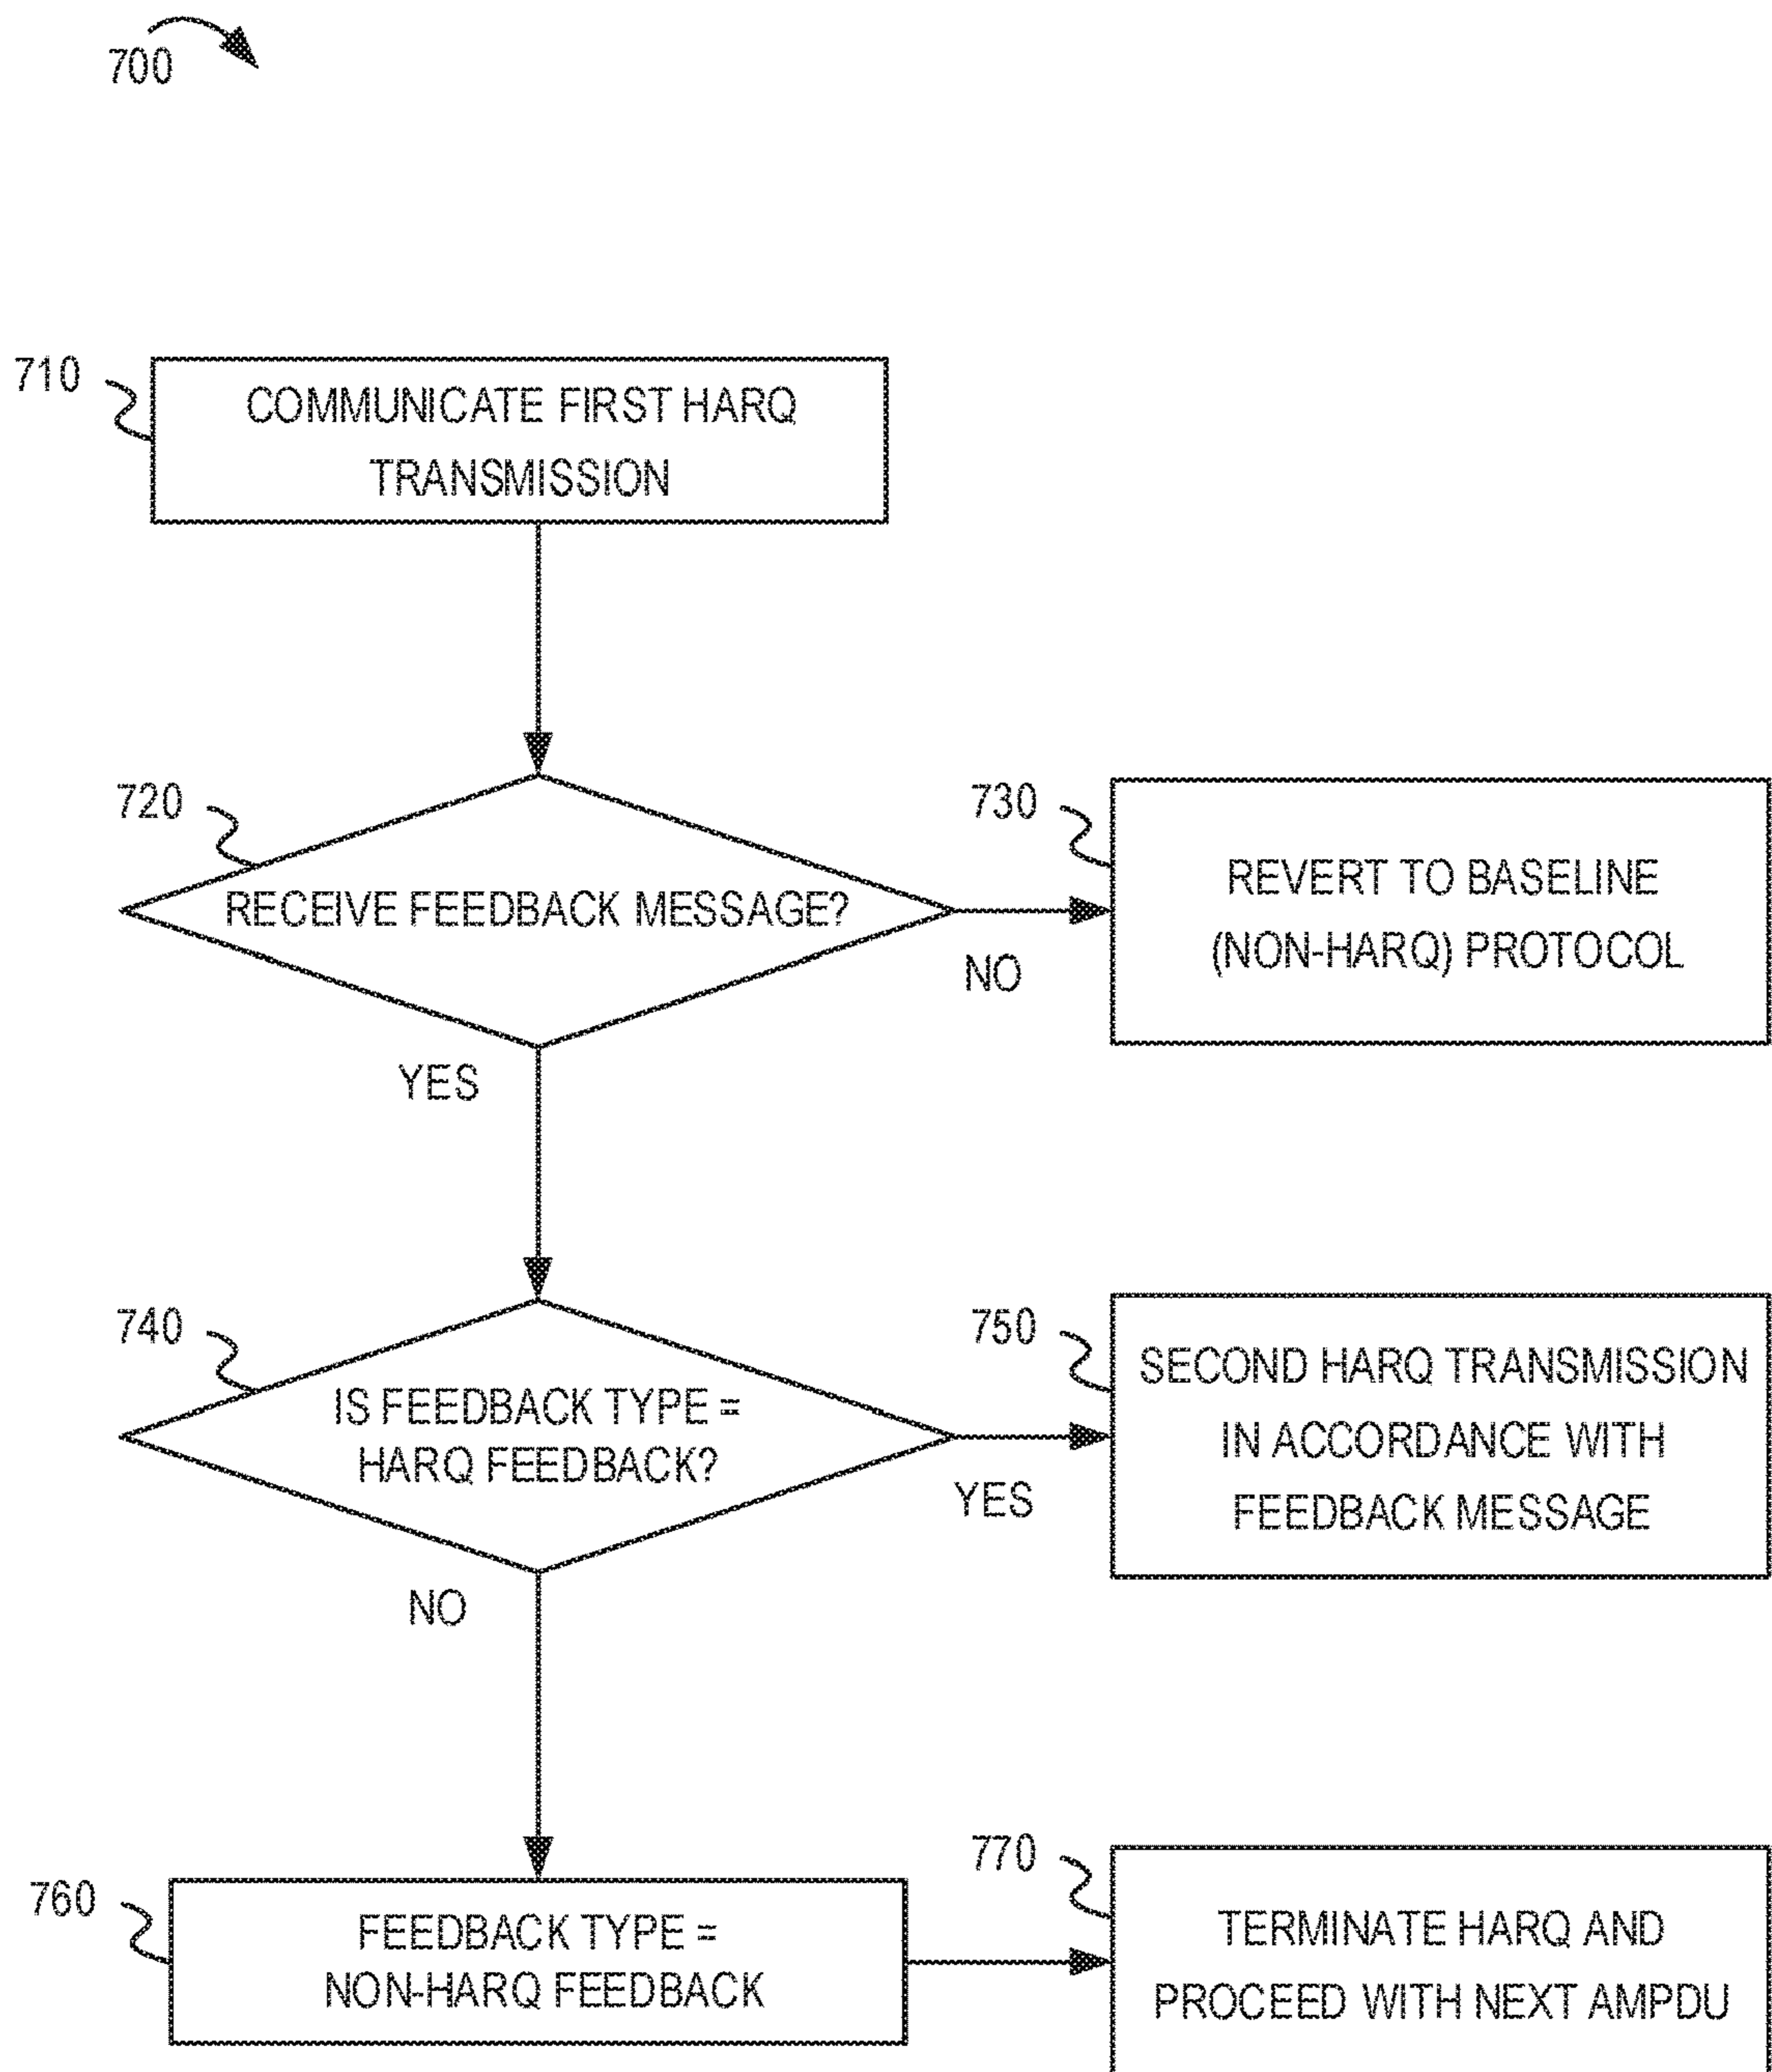 700
710
COMMUNICATE FIRST HARQ
TRANSMISSION
720
RECEIVE FEEDBACK MESSAGE?
NO
YES
730
REVERT TO BASELINE
(NON-HARQ) PROTOCOL
740
IS FEEDBACK TYPE =
HARQ FEEDBACK?
YES
NO
750
SECOND HARQ TRANSMISSION
IN ACCORDANCE WITH
FEEDBACK MESSAGE
760
FEEDBACK TYPE =
NON-HARQ FEEDBACK
770
TERMINATE HARQ AND
PROCEED WITH NEXT AMPDU